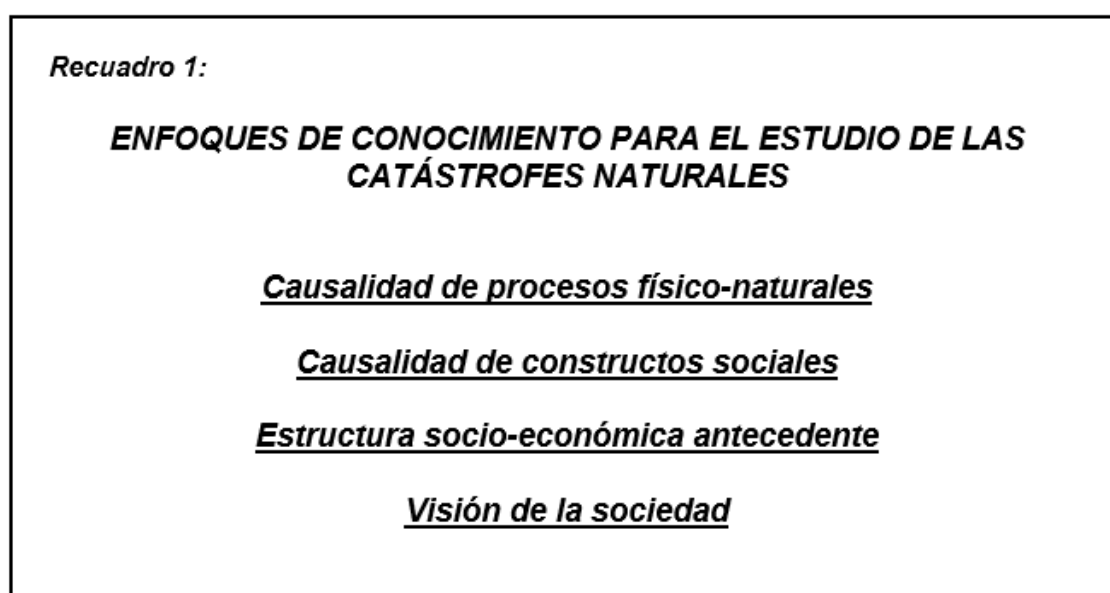 Recuadro 1:
ENFOQUES DE CONOCIMIENTO PARA EL ESTUDIO DE LAS
CATÁSTROFES NATURALES
Causalidad de procesos físico-naturales
Causalidad de constructos sociales
Estructura socio-económica antecedente
Visión de la sociedad